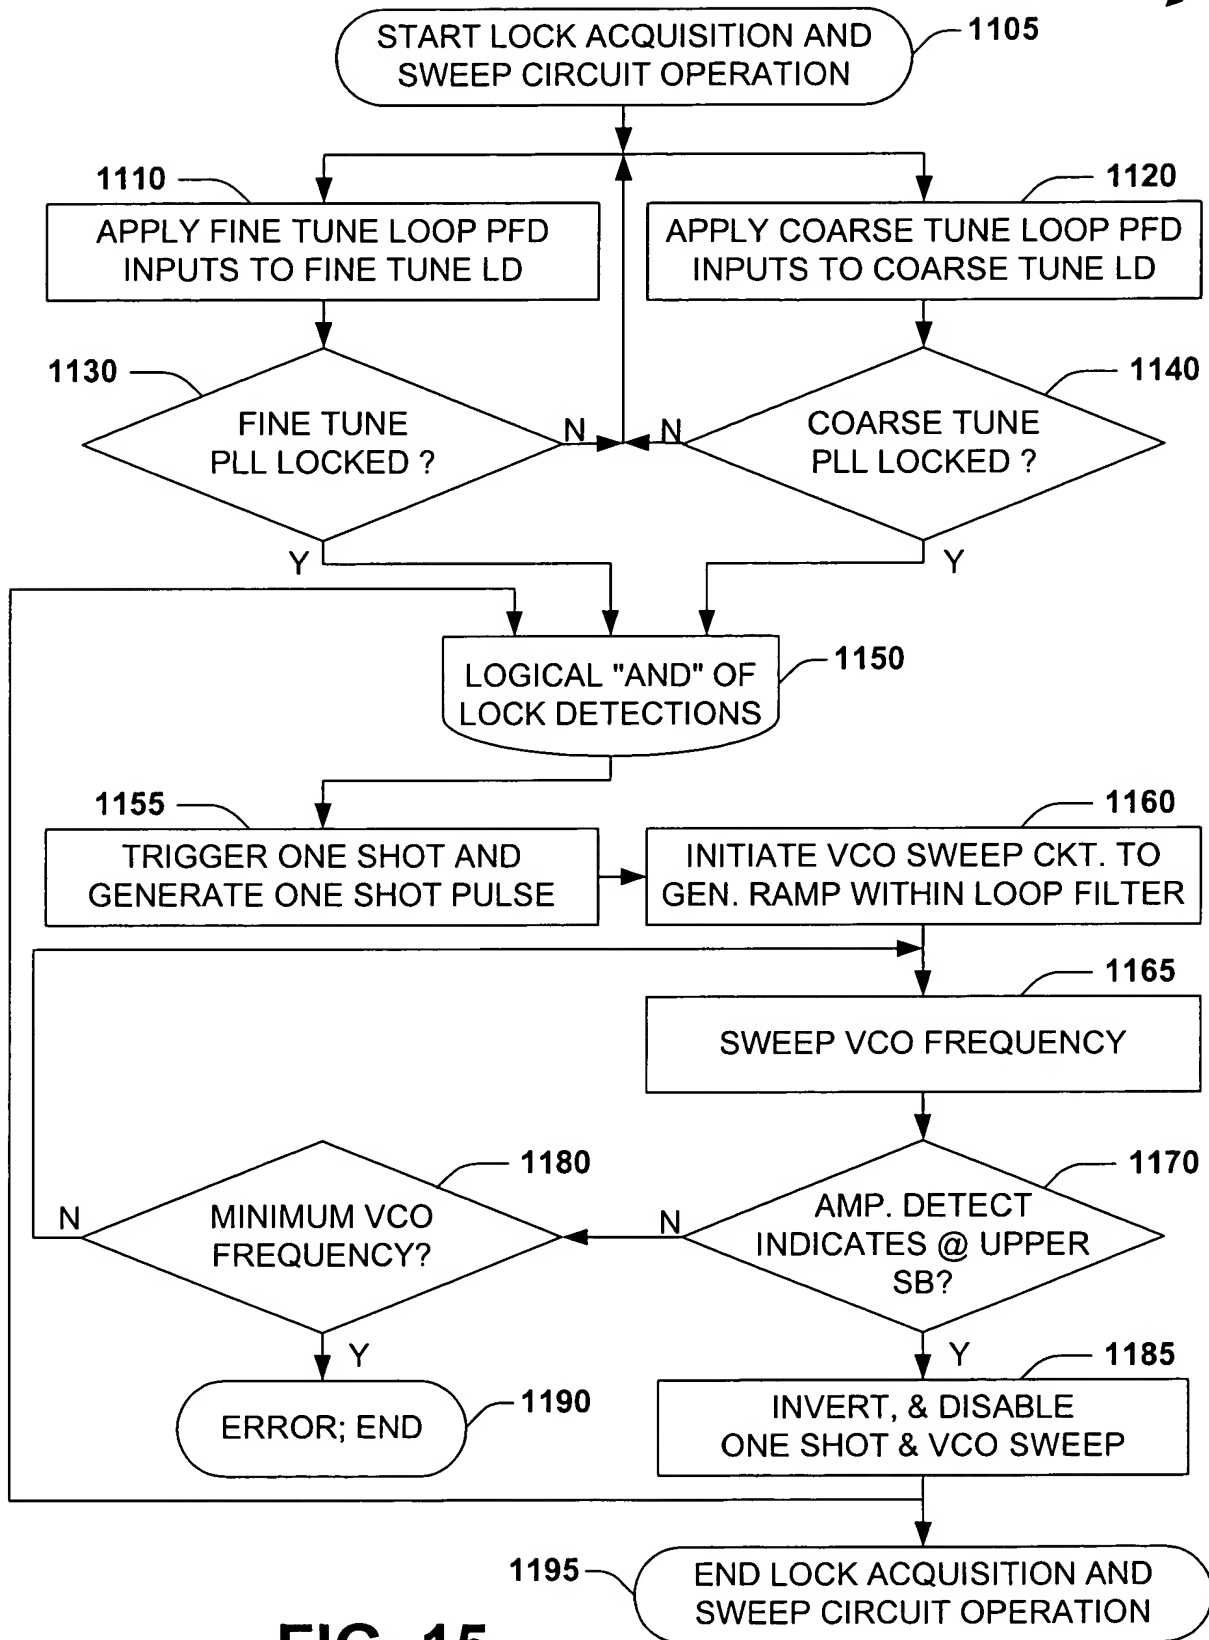 START LOCK ACQUISITION AND
SWEEP CIRCUIT OPERATION
1105
1110
APPLY FINE TUNE LOOP PFD
INPUTS TO FINE TUNE LD
1120
APPLY COARSE TUNE LOOP PFD
INPUTS TO COARSE TUNE LD
1130
FINE TUNE
PLL LOCKED ?
N
Y
1140
COARSE TUNE
PLL LOCKED ?
N
Y
LOGICAL "AND" OF
LOCK DETECTIONS
1150
1155
TRIGGER ONE SHOT AND
GENERATE ONE SHOT PULSE
1160
INITIATE VCO SWEEP CKT. TO
GEN. RAMP WITHIN LOOP FILTER
1165
SWEEP VCO FREQUENCY
1170
AMP. DETECT
INDICATES @ UPPER
SB?
N
Y
1180
MINIMUM VCO
FREQUENCY?
N
Y
ERROR; END
1190
1185
INVERT, & DISABLE
ONE SHOT & VCO SWEEP
1195
END LOCK ACQUISITION AND
SWEEP CIRCUIT OPERATION
FIG. 15